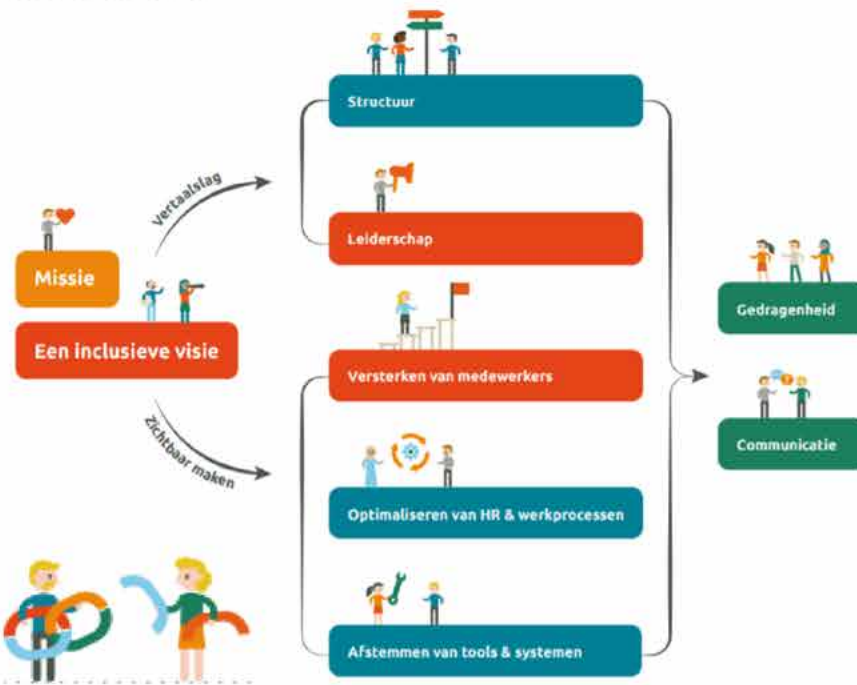 Structuur
Vertaalslag
Leiderschap
Missie
Een inclusieve visie
Versterken van medewerkers
Zichtbaar maken
Optimaliseren van HR & werkprocessen
Afstemmen van tools & systemen
Gedragenheid
Communicatie